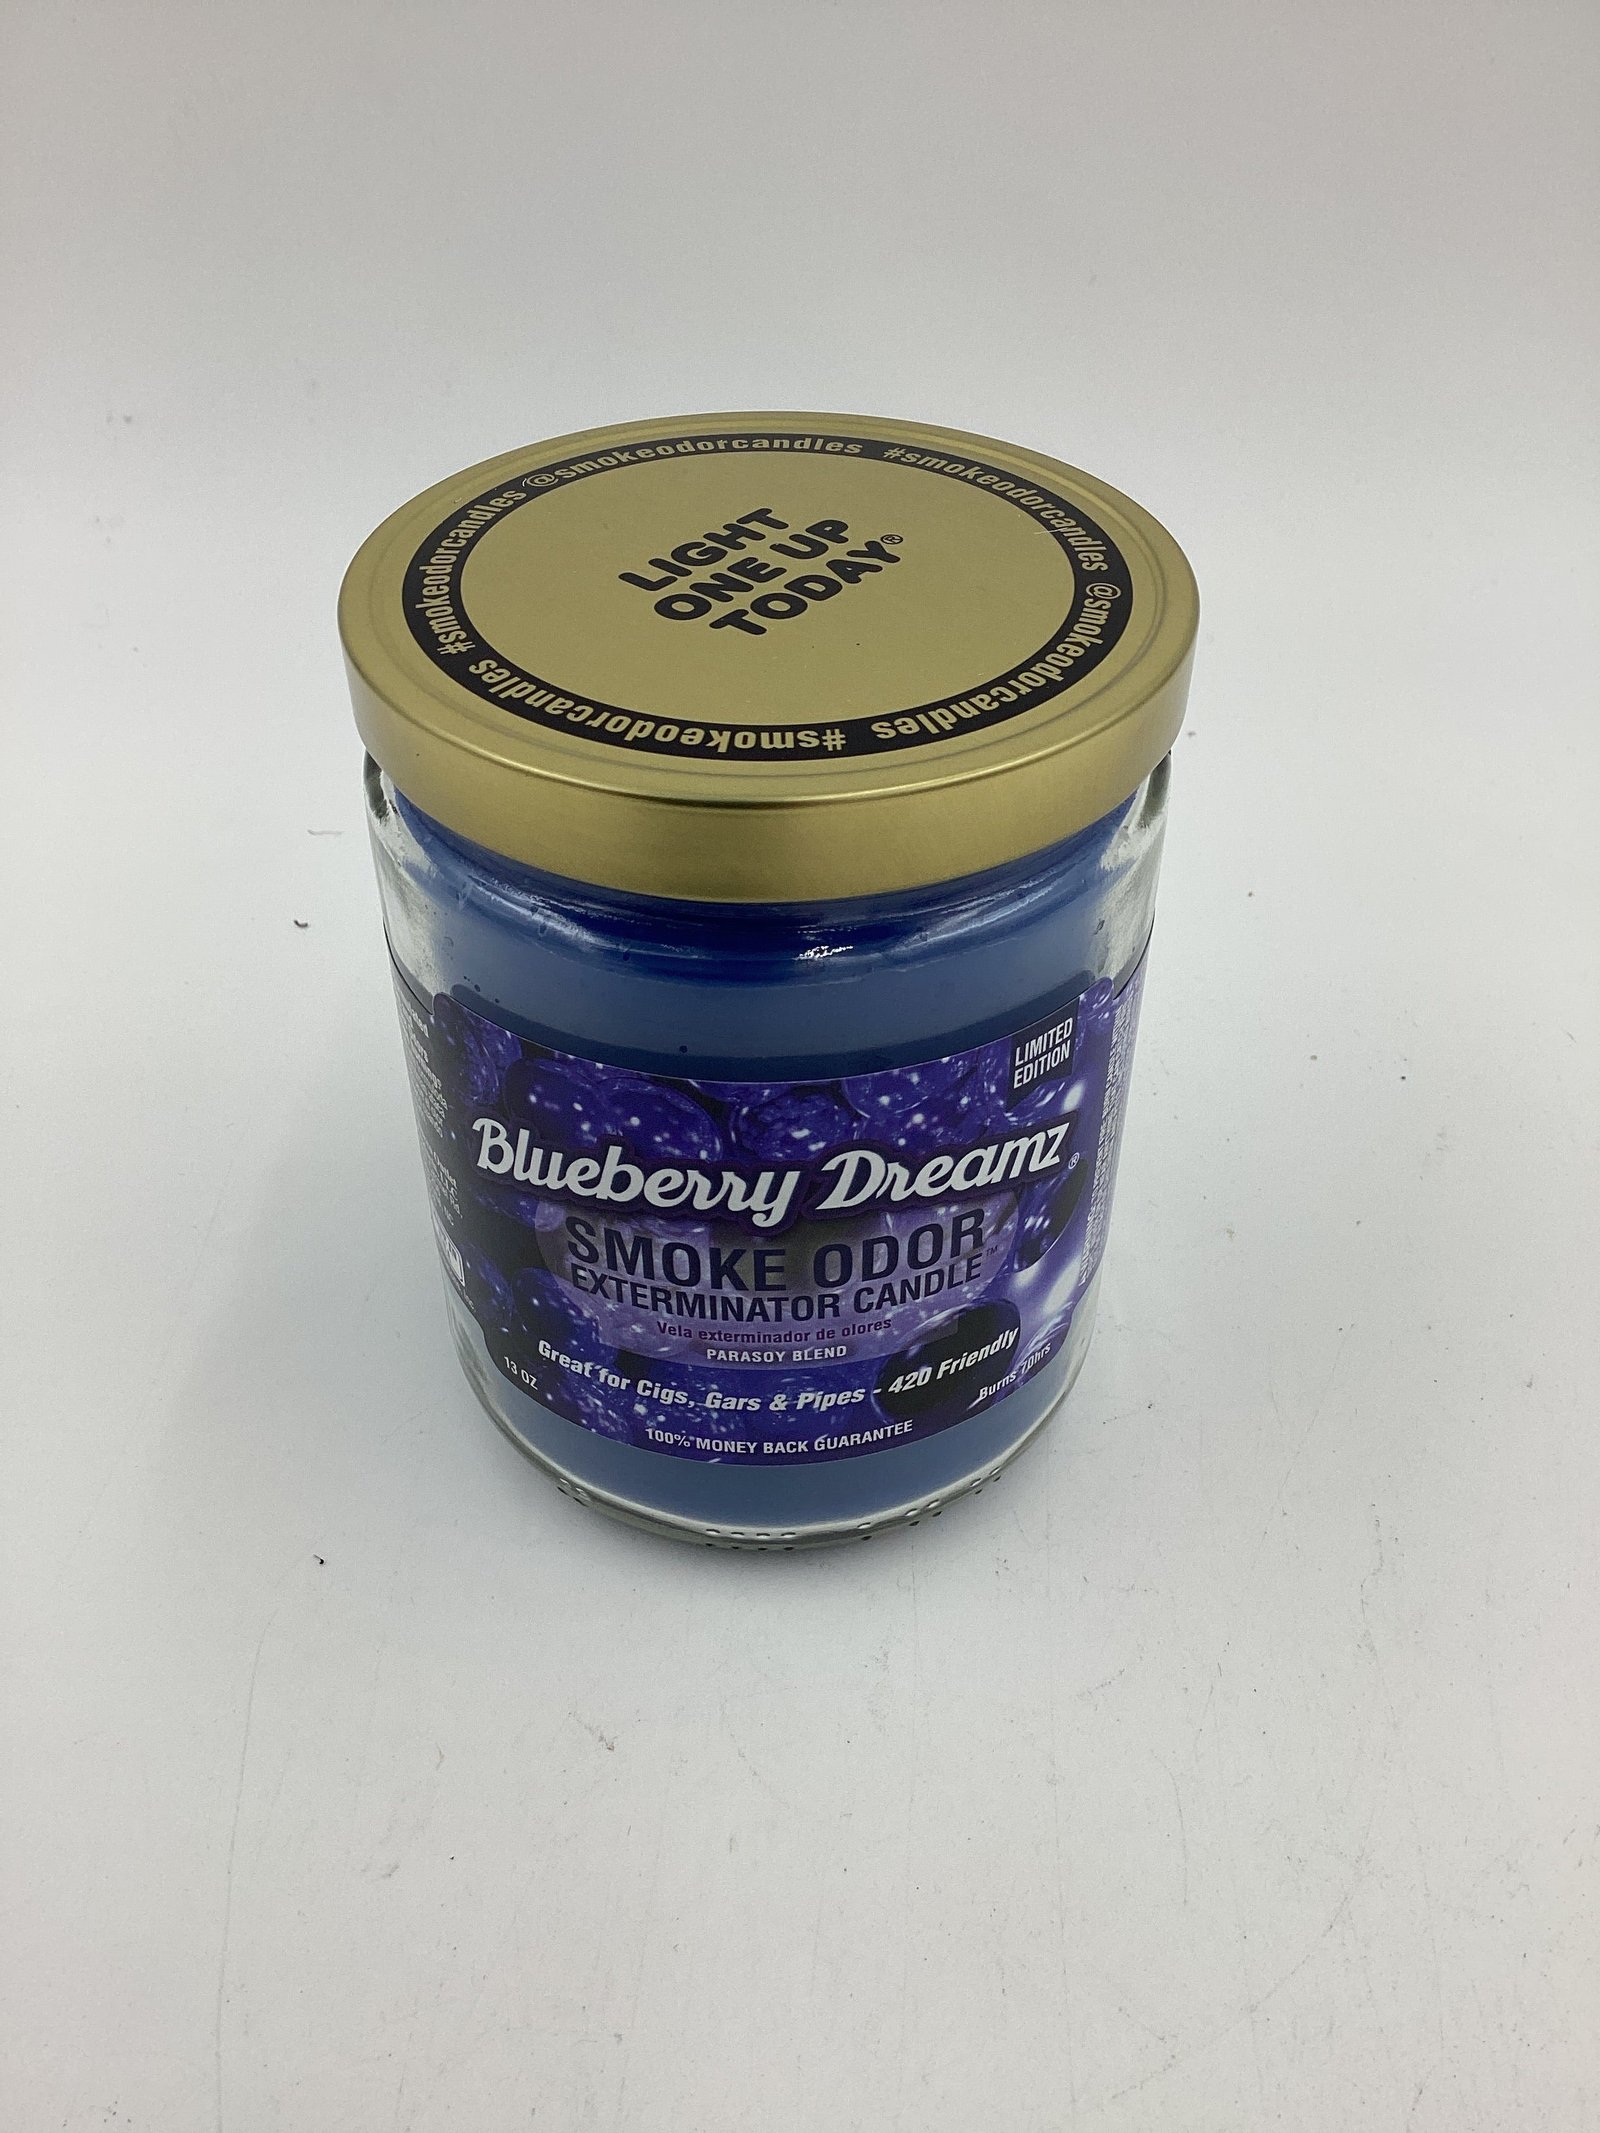 #smokeodorcandles @smokeodorcandles #smokeodorcandles @smokeodorcandles #smokeodorcandles
LIGHT
ONE UP
TODAY®
LIMITED
EDITION
Blueberry Dreamz®
SMOKE ODOR
EXTERMINATOR CANDLE™
Vela exterminador de olores
PARASOY BLEND
Great for Cigs, Gars & Pipes - 420 Friendly
13 OZ
Burns 70hrs
100% MONEY BACK GUARANTEE